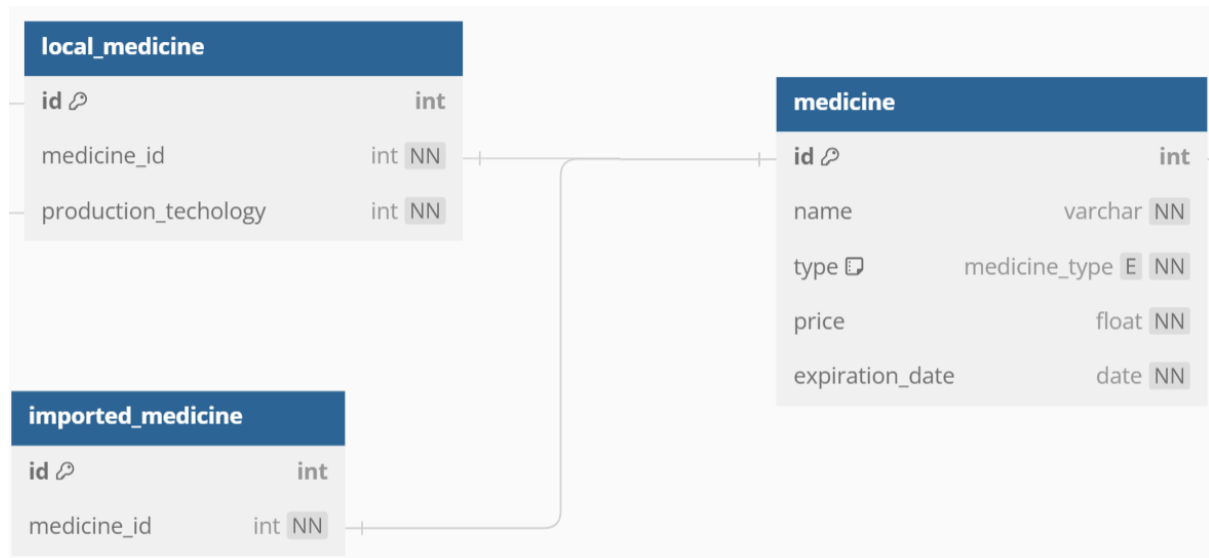 local_medicine
id int
medicine_id int NN
production_techology int NN
medicine
id int
name varchar NN
type medicine_type E NN
price float NN
expiration_date date NN
imported_medicine
id int
medicine_id int NN